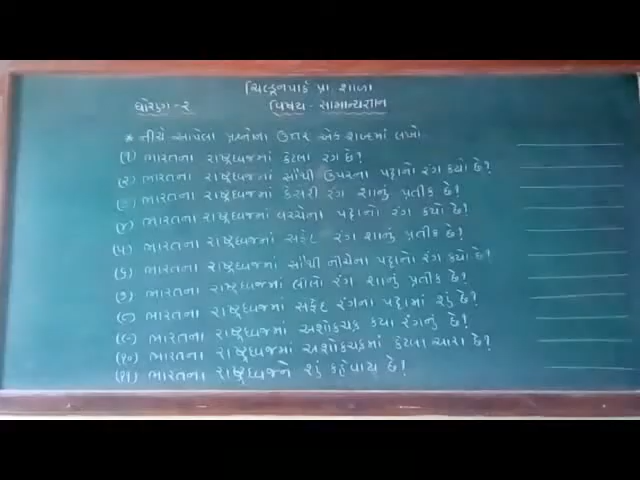 ચિલ્ડ્રનપાર્ક પ્રા. શાળા
ધોરણ - ૨ વિષય - સામાન્યજ્ઞાન
* નીચે આપેલા પ્રશ્નોના ઉત્તર એક શબ્દમાં લખો.
(૧) ભારતના રાષ્ટ્રધ્વજમાં કેટલા રંગ છે?
(૨) ભારતના રાષ્ટ્રધ્વજમાં સૌથી ઉપરના પટ્ટાનો રંગ કયો છે?
(૩) ભારતના રાષ્ટ્રધ્વજમાં કેસરી રંગ શાનું પ્રતીક છે?
(૪) ભારતના રાષ્ટ્રધ્વજમાં વચ્ચેના પટ્ટાનો રંગ કયો છે?
(૫) ભારતના રાષ્ટ્રધ્વજમાં સફેદ રંગ શાનું પ્રતીક છે?
(૬) ભારતના રાષ્ટ્રધ્વજમાં સૌથી નીચેના પટ્ટાનો રંગ કયો છે?
(૭) ભારતના રાષ્ટ્રધ્વજમાં લીલો રંગ શાનું પ્રતીક છે?
(૮) ભારતના રાષ્ટ્રધ્વજમાં સફેદ રંગના પટ્ટામાં શું છે?
(૯) ભારતના રાષ્ટ્રધ્વજમાં અશોકચક્ર કયા રંગનું છે?
(૧૦) ભારતના રાષ્ટ્રધ્વજમાં અશોકચક્રમાં કેટલા આરા છે?
(૧૧) ભારતના રાષ્ટ્રધ્વજને શું કહેવાય છે?